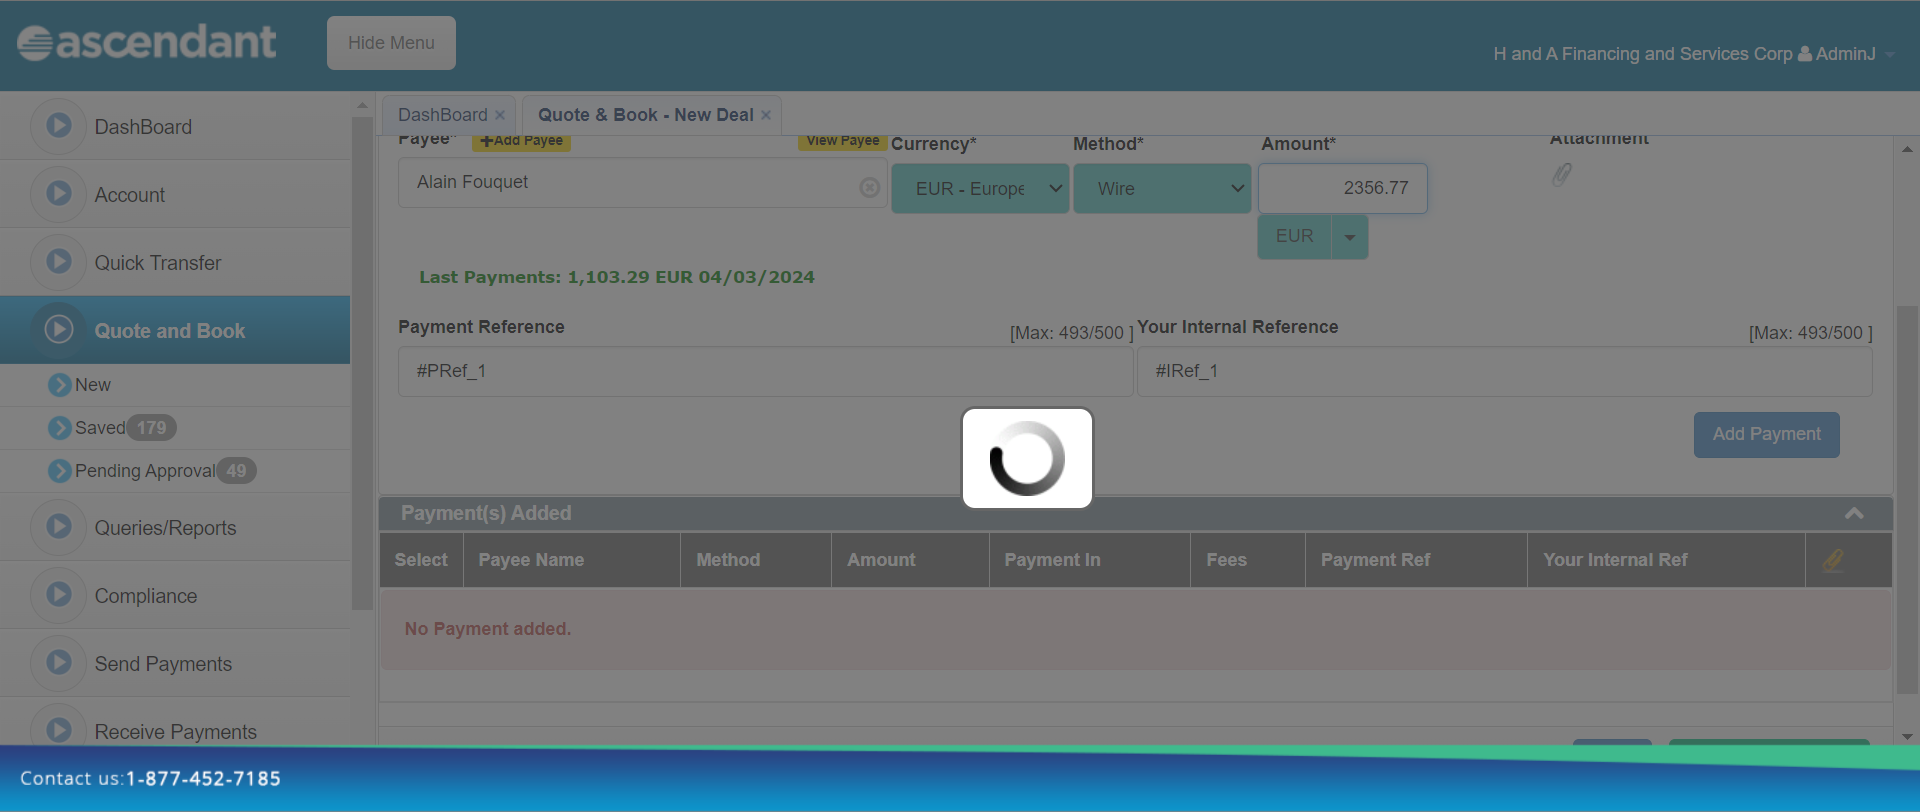 ascendant
Hide Menu
H and A Financing and Services Corp AdminJ
DashBoard
Account
Quick Transfer
Quote and Book
New
Saved 179
Pending Approval 49
Queries/Reports
Compliance
Send Payments
Receive Payments
DashBoard × Quote & Book - New Deal ×
Payee* Add Payee View Payee Currency* Method* Amount* Attachment
Alain Fouquet EUR - Europe Wire 2356.77
EUR
Last Payments: 1,103.29 EUR 04/03/2024
Payment Reference [Max: 493/500 ] Your Internal Reference [Max: 493/500 ]
#PRef_1 #IRef_1
Add Payment
Payment(s) Added
Select Payee Name Method Amount Payment In Fees Payment Ref Your Internal Ref
No Payment added.
Contact us:1-877-452-7185